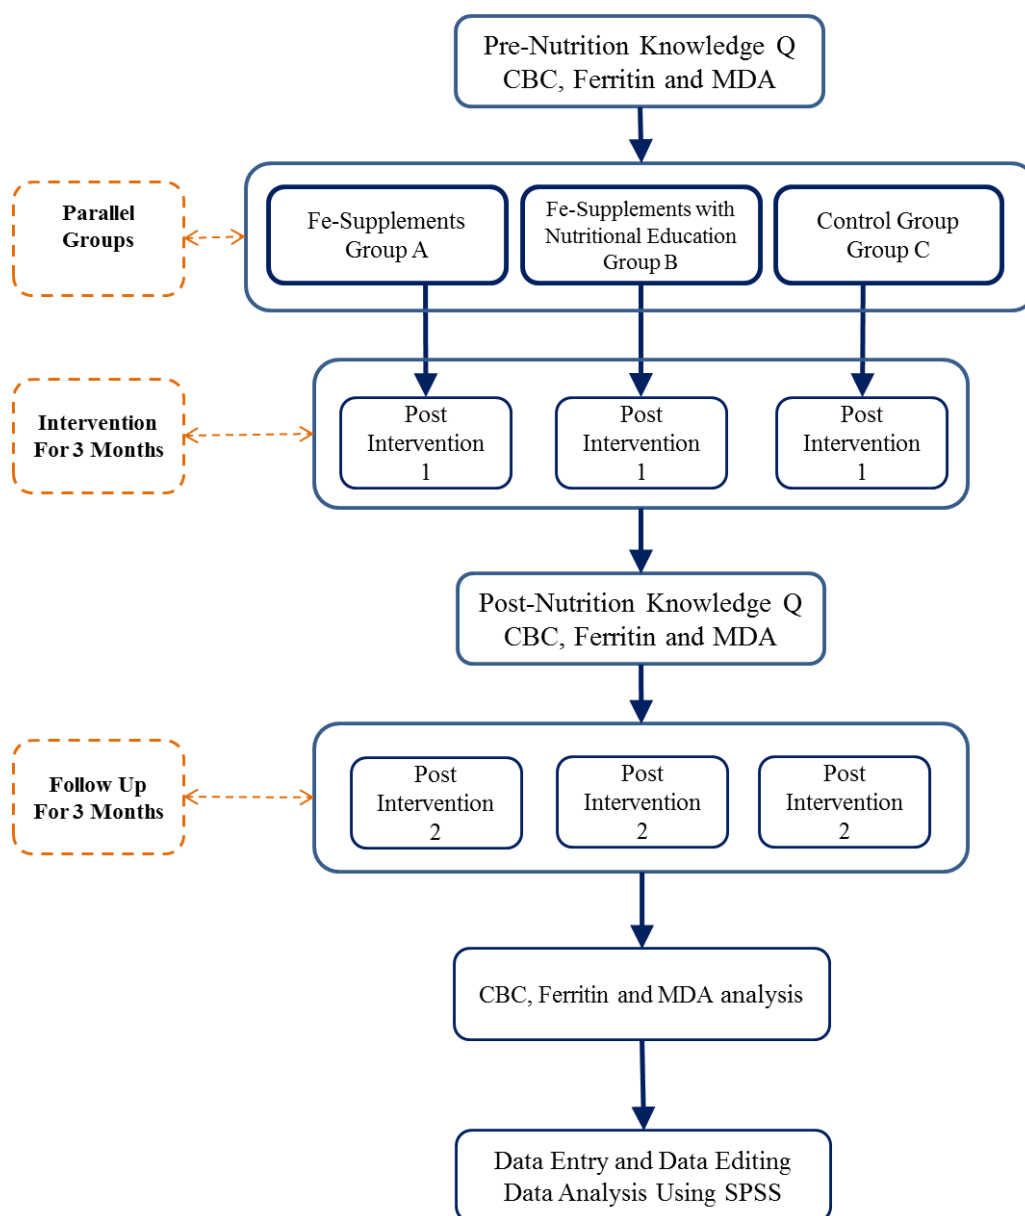 Pre-Nutrition Knowledge Q
CBC, Ferritin and MDA
Parallel
Groups
Fe-Supplements
Group A
Fe-Supplements with
Nutritional Education
Group B
Control Group
Group C
Intervention
For 3 Months
Post
Intervention
1
Post
Intervention
1
Post
Intervention
1
Post-Nutrition Knowledge Q
CBC, Ferritin and MDA
Follow Up
For 3 Months
Post
Intervention
2
Post
Intervention
2
Post
Intervention
2
CBC, Ferritin and MDA analysis
Data Entry and Data Editing
Data Analysis Using SPSS